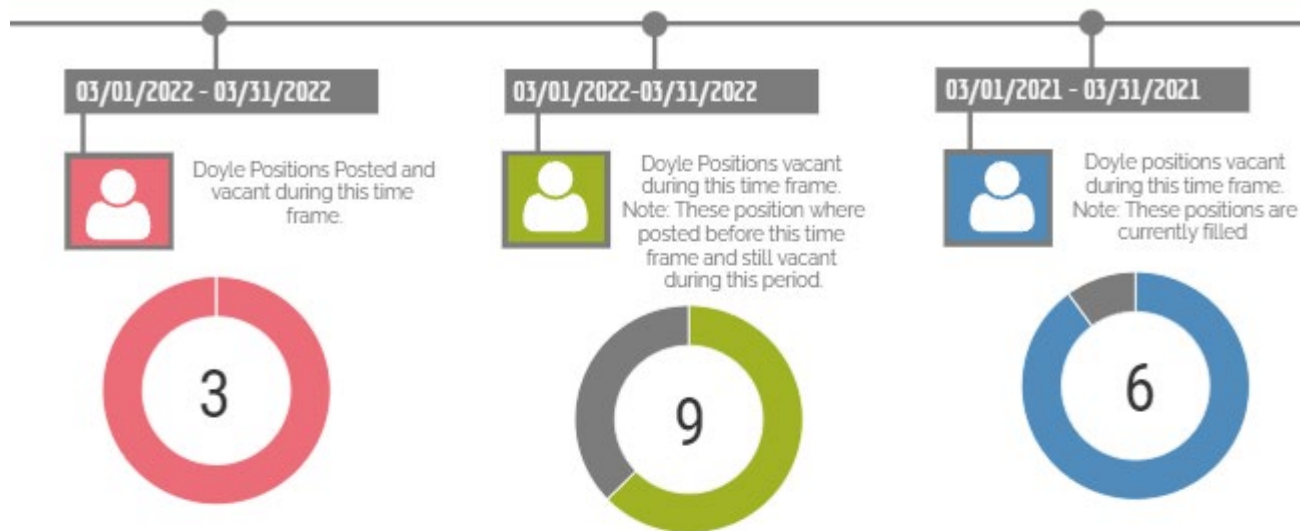 03/01/2022 - 03/31/2022
Doyle Positions Posted and
vacant during this time
frame.
3
03/01/2022-03/31/2022
Doyle Positions vacant
during this time frame.
Note: These position where
posted before this time
frame and still vacant
during this period.
9
03/01/2021 - 03/31/2021
Doyle positions vacant
during this time frame.
Note: These positions are
currently filled
6